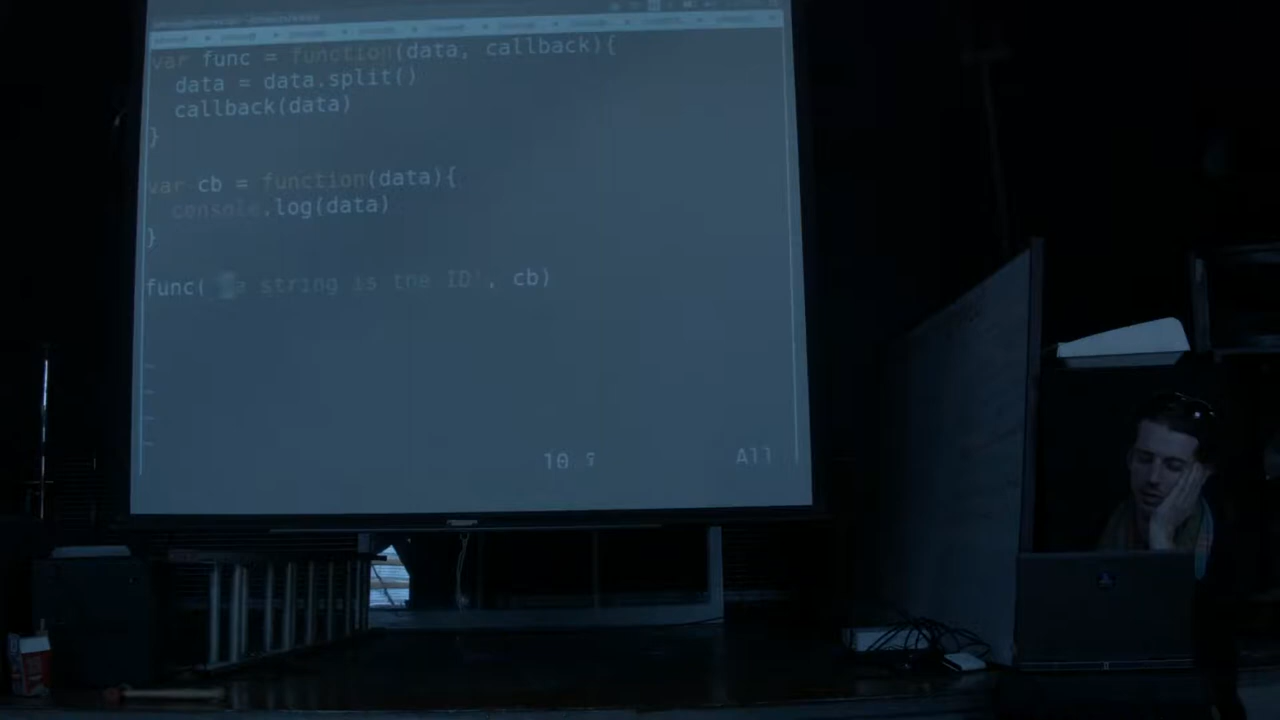 var func = function(data, callback){
data = data.split()
callback(data)
}
var cb = function(data){
console.log(data)
}
func( a string is the ID , cb)
All